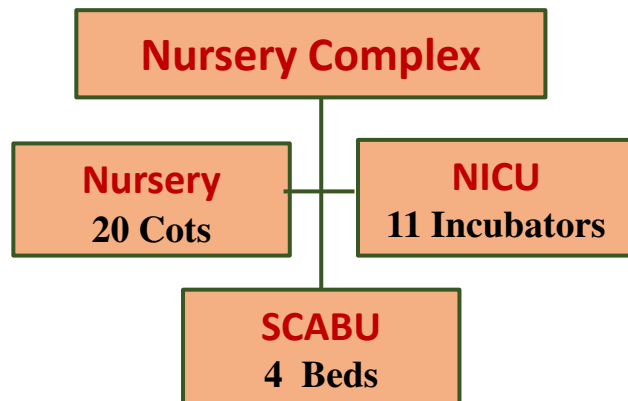 Nursery Complex
Nursery
20 Cots
NICU
11 Incubators
SCABU
4 Beds